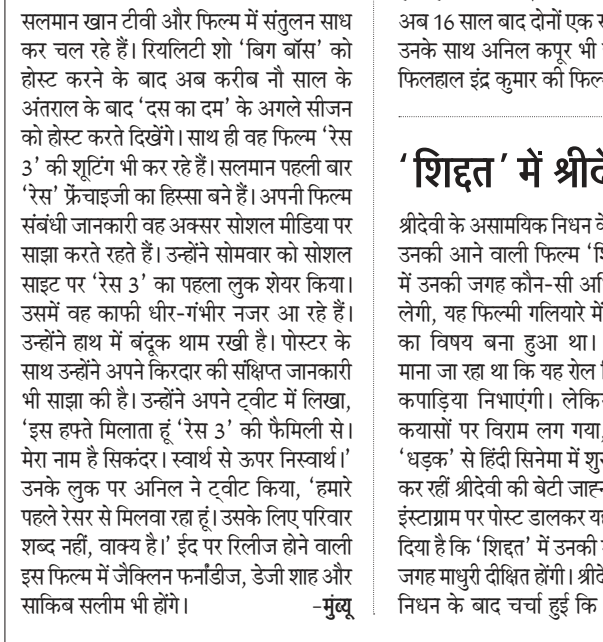 सलमान खान टीवी और फिल्म में संतुलन साध
कर चल रहे हैं। रियलिटी शो ‘बिग बॉस’ को
होस्ट करने के बाद अब करीब नौ साल के
अंतराल के बाद ‘दस का दम’ के अगले सीजन
को होस्ट करते दिखेंगे। साथ ही वह फिल्म ‘रेस
3’ की शूटिंग भी कर रहे हैं। सलमान पहली बार
‘रेस’ फ्रेंचाइजी का हिस्सा बने हैं। अपनी फिल्म
संबंधी जानकारी वह अक्सर सोशल मीडिया पर
साझा करते रहते हैं। उन्होंने सोमवार को सोशल
साइट पर ‘रेस 3’ का पहला लुक शेयर किया।
उसमें वह काफी धीर-गंभीर नजर आ रहे हैं।
उन्होंने हाथ में बंदूक थाम रखी है। पोस्टर के
साथ उन्होंने अपने किरदार की संक्षिप्त जानकारी
भी साझा की है। उन्होंने अपने ट्वीट में लिखा,
‘इस हफ्ते मिलाता हूं ‘रेस 3’ की फैमिली से।
मेरा नाम है सिकंदर। स्वार्थ से ऊपर निस्वार्थ।’
उनके लुक पर अनिल ने ट्वीट किया, ‘हमारे
पहले रेसर से मिलवा रहा हूं। उसके लिए परिवार
शब्द नहीं, वाक्य है।’ ईद पर रिलीज होने वाली
इस फिल्म में जैक्लिन फर्नांडीज, डेजी शाह और
साकिब सलीम भी होंगे। -मुंब्यू
अब 16 साल बाद दोनों एक
उनके साथ अनिल कपूर भी
फिलहाल इंद्र कुमार की
‘शिद्दत’ में
श्रीदेवी के असामयिक निधन
उनकी आने वाली फिल्म
में उनकी जगह कौन-सी
लेगी, यह फिल्मी गलियारे में
का विषय बना हुआ था।
माना जा रहा था कि यह रोल
कपाड़िया निभाएंगी।
कयासों पर विराम लग गया,
‘धड़क’ से हिंदी सिनेमा में
कर रहीं श्रीदेवी की बेटी
इंस्टाग्राम पर पोस्ट डालकर
दिया है कि ‘शिद्दत’ में उनकी
जगह माधुरी दीक्षित होंगी।
निधन के बाद चर्चा हुई कि